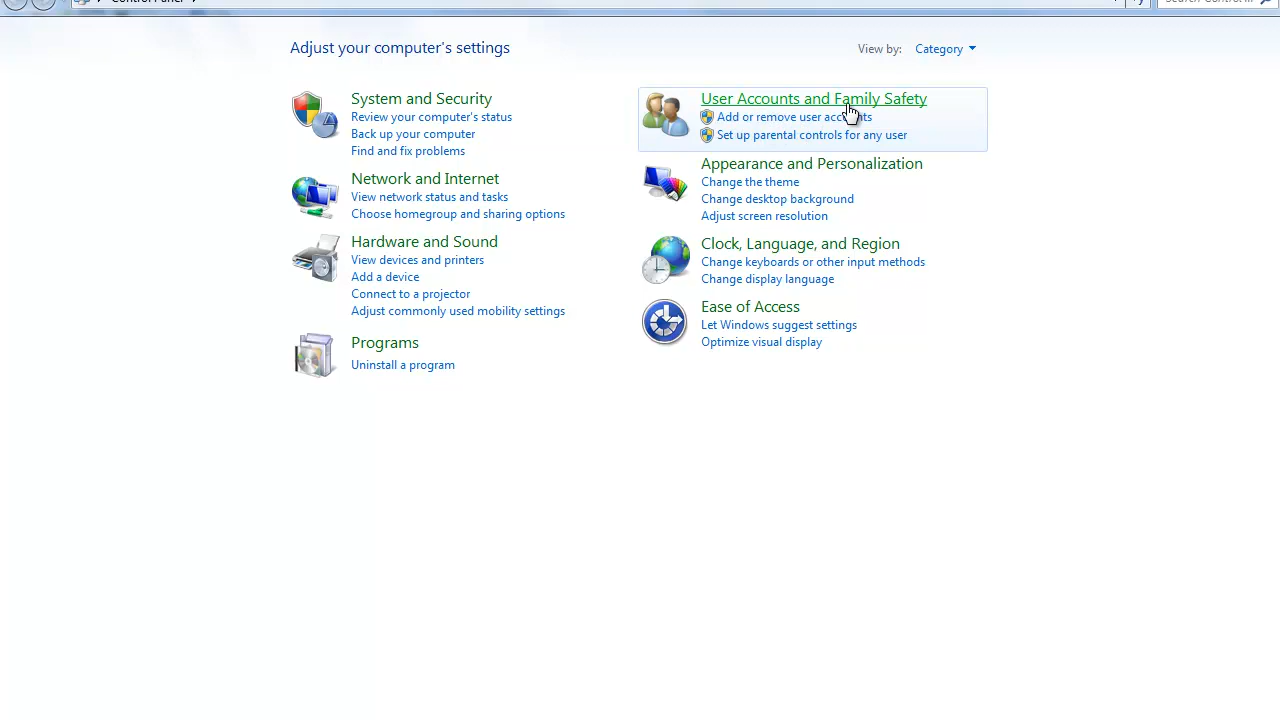 Control Panel
Search Control
Adjust your computer's settings
View by: Category
System and Security
Review your computer's status
Back up your computer
Find and fix problems
Network and Internet
View network status and tasks
Choose homegroup and sharing options
Hardware and Sound
View devices and printers
Add a device
Connect to a projector
Adjust commonly used mobility settings
Programs
Uninstall a program
User Accounts and Family Safety
Add or remove user accounts
Set up parental controls for any user
Appearance and Personalization
Change the theme
Change desktop background
Adjust screen resolution
Clock, Language, and Region
Change keyboards or other input methods
Change display language
Ease of Access
Let Windows suggest settings
Optimize visual display